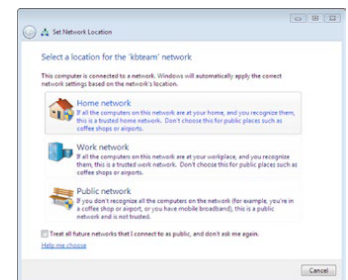 Set Network Location
Select a location for the 'kbteam' network
This computer is connected to a network. Windows will automatically apply the correct
network settings based on the network's location.
Home network
If all the computers on this network are at your home, and you recognize them,
this is a trusted home network. Don't choose this for public places such as
coffee shops or airports.
Work network
If all the computers on this network are at your workplace, and you recognize
them, this is a trusted work network. Don't choose this for public places such as
coffee shops or airports.
Public network
If you don't recognize all the computers on the network (for example, you're in
a coffee shop or airport, or you have mobile broadband), this is a public
network and is not trusted.
Treat all future networks that I connect to as public, and don't ask me again.
Help me choose
Cancel